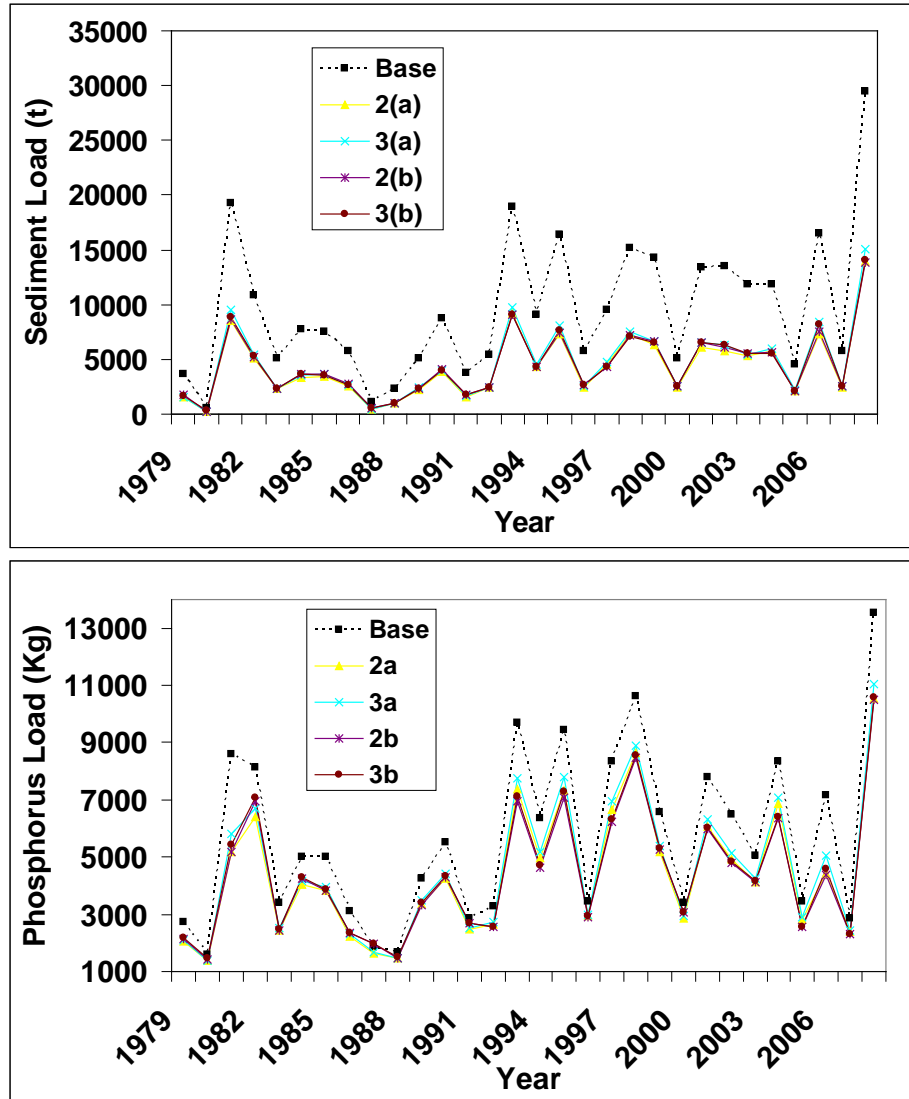 35000
30000
25000
20000
15000
10000
5000
0
Sediment Load (t)
Base
2(a)
3(a)
2(b)
3(b)
1979
1982
1985
1988
1991
1994
1997
2000
2003
2006
Year
13000
11000
9000
7000
5000
3000
1000
Phosphorus Load (Kg)
Base
2a
3a
2b
3b
1979
1982
1985
1988
1991
1994
1997
2000
2003
2006
Year